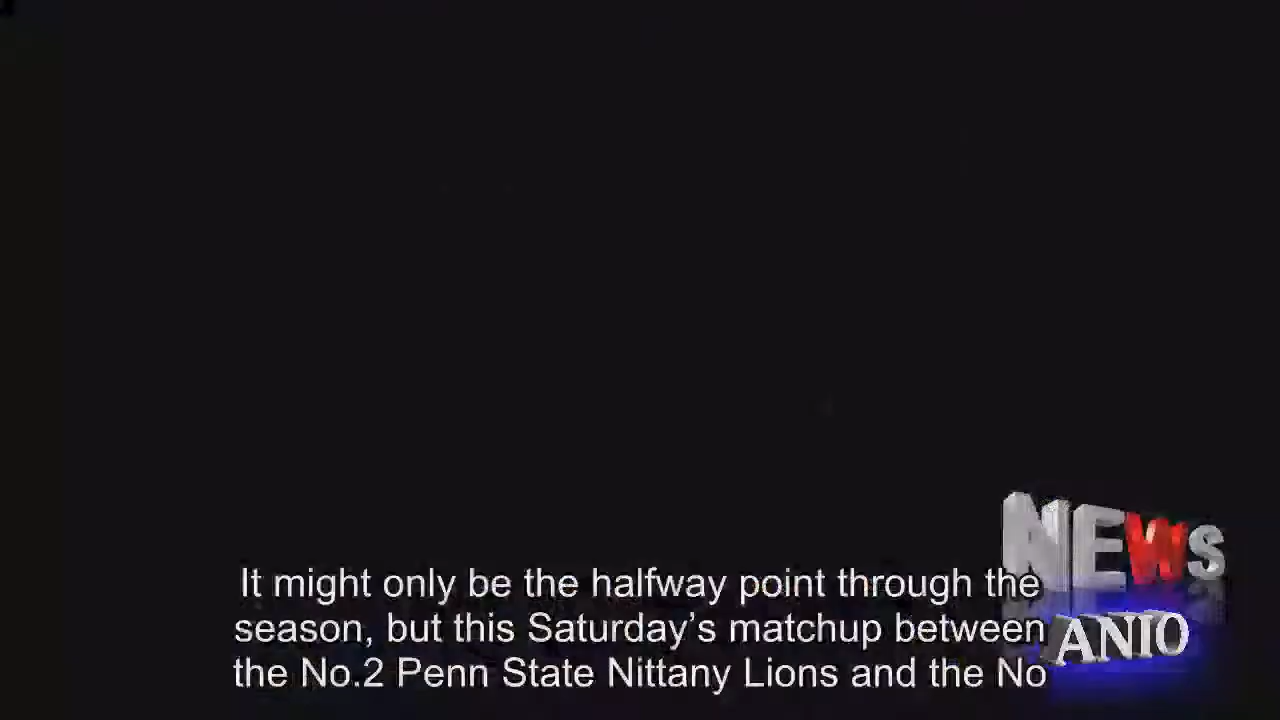 NEWS
It might only be the halfway point through the
season, but this Saturday’s matchup between
ANIO
the No.2 Penn State Nittany Lions and the No